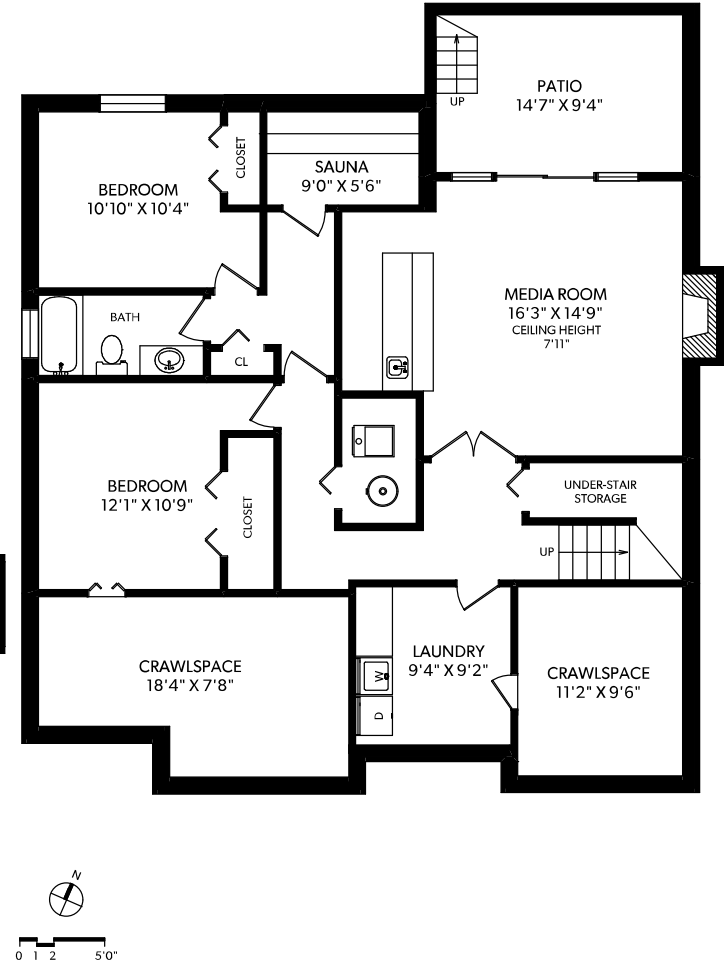 PATIO
14'7" X 9'4"
UP
CLOSET
SAUNA
9'0" X 5'6"
BEDROOM
10'10" X 10'4"
MEDIA ROOM
16'3" X 14'9"
CEILING HEIGHT
7'11"
BATH
CL
BEDROOM
12'1" X 10'9"
CLOSET
UNDER-STAIR
STORAGE
UP
CRAWLSPACE
18'4" X 7'8"
LAUNDRY
9'4" X 9'2"
W
D
CRAWLSPACE
11'2" X 9'6"
N
0 1 2 5'0"